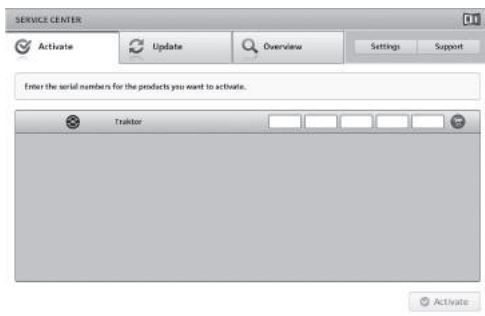 SERVICE CENTER
Activate Update Overview Settings Support
Enter the serial numbers for the products you want to activate.
Traktor
Activate